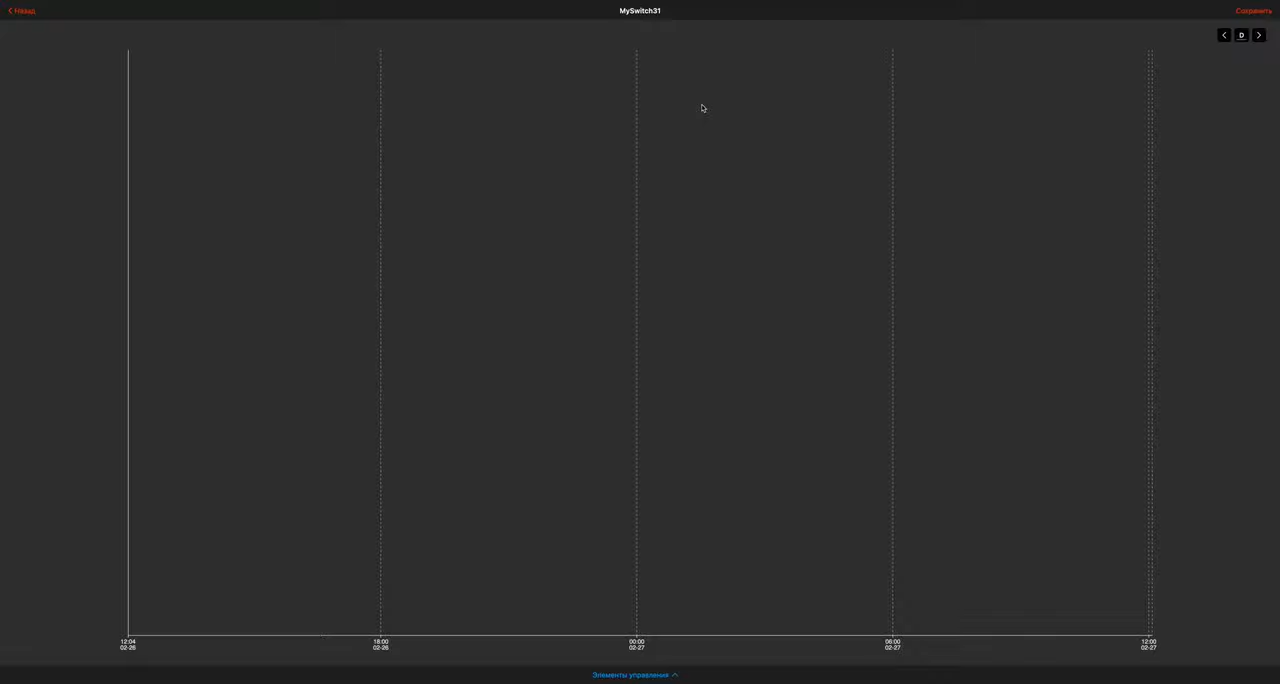 Назад
MySwitch31
Сохранить
D
12:04
02-26
18:00
02-26
00:00
02-27
06:00
02-27
12:00
02-27
Элементы управления